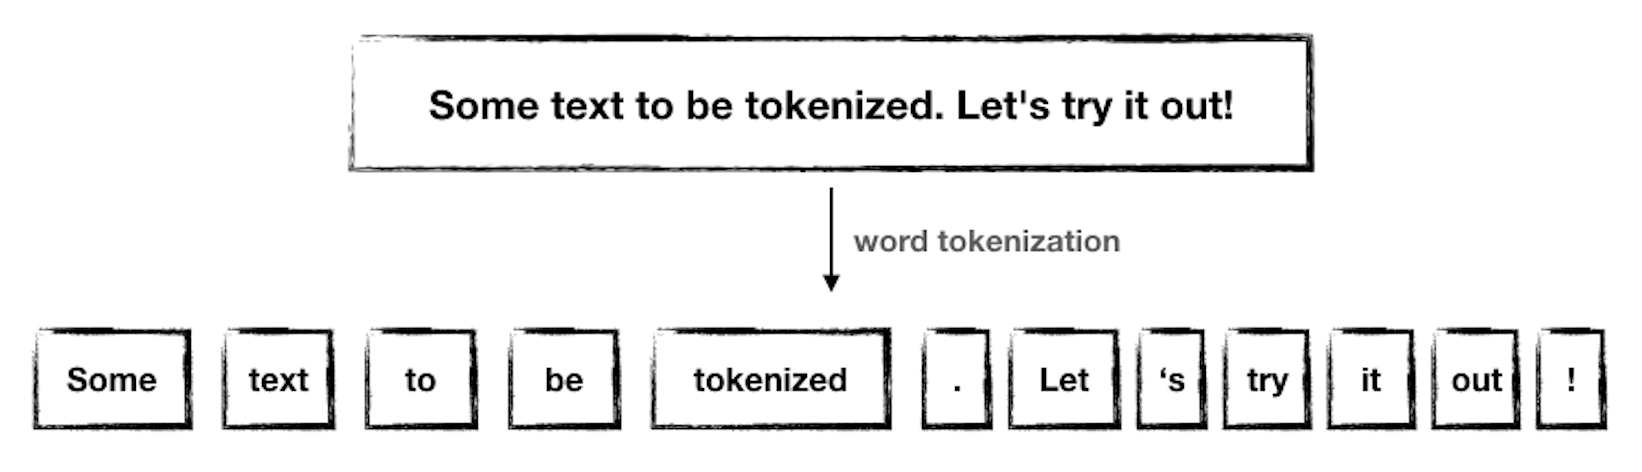 Some text to be tokenized. Let's try it out!
word tokenization
Some text to be tokenized . Let ‘s try it out !